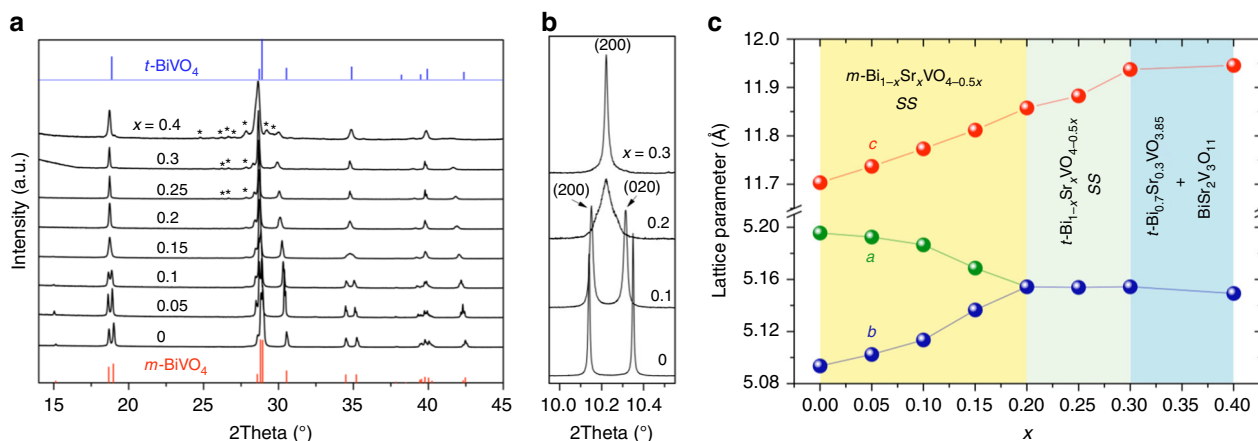 a
t-BiVO4
x = 0.4
* * * * * * *
0.3
** * *
0.25
** *
0.2
0.15
0.1
0.05
0
m-BiVO4
Intensity (a.u.)
15 20 25 30 35 40 45
2Theta (°)
b
(200)
x = 0.3
(200) (020)
0.2
0.1
0
10.0 10.2 10.4
2Theta (°)
c
12.0
11.9
11.8
11.7
5.20
5.16
5.12
5.08
Lattice parameter (Å)
m-Bi1–xSrxVO4–0.5x
SS
c
a
b
t-Bi1–xSrxVO4–0.5x
SS
t-Bi0.7Sr0.3VO3.85
+
BiSr2V3O11
0.00 0.05 0.10 0.15 0.20 0.25 0.30 0.35 0.40
x